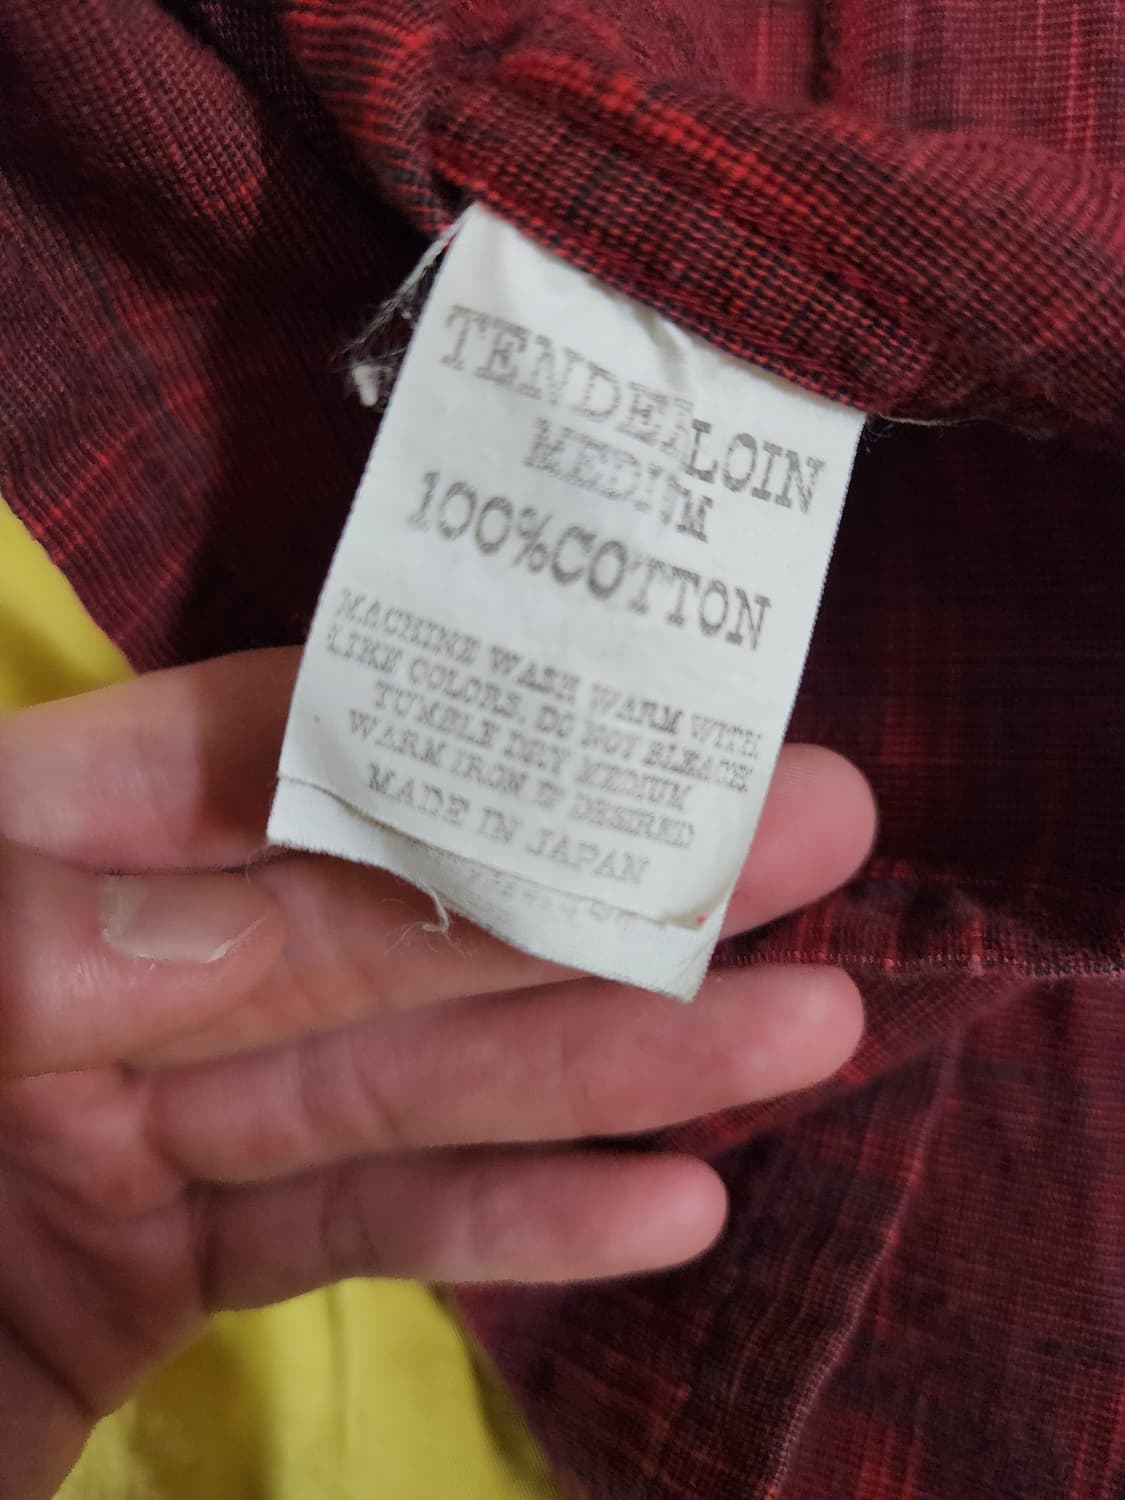 TENDERLOIN
MEDIUM
100%COTTON
MACHINE WASH WARM WITH
LIKE COLORS. DO NOT BLEACH
TUMBLE DRY MEDIUM
WARM IRON IF DESIRED
MADE IN JAPAN